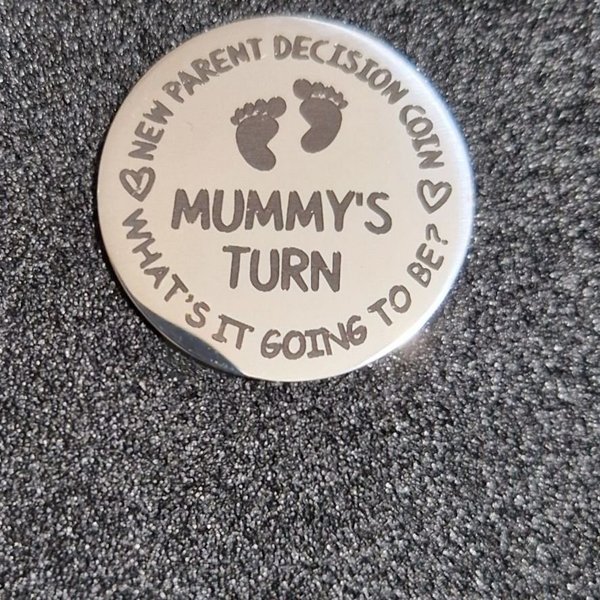 NEW PARENT DECISION COIN
MUMMY'S
TURN
WHAT'S IT GOING TO BE?